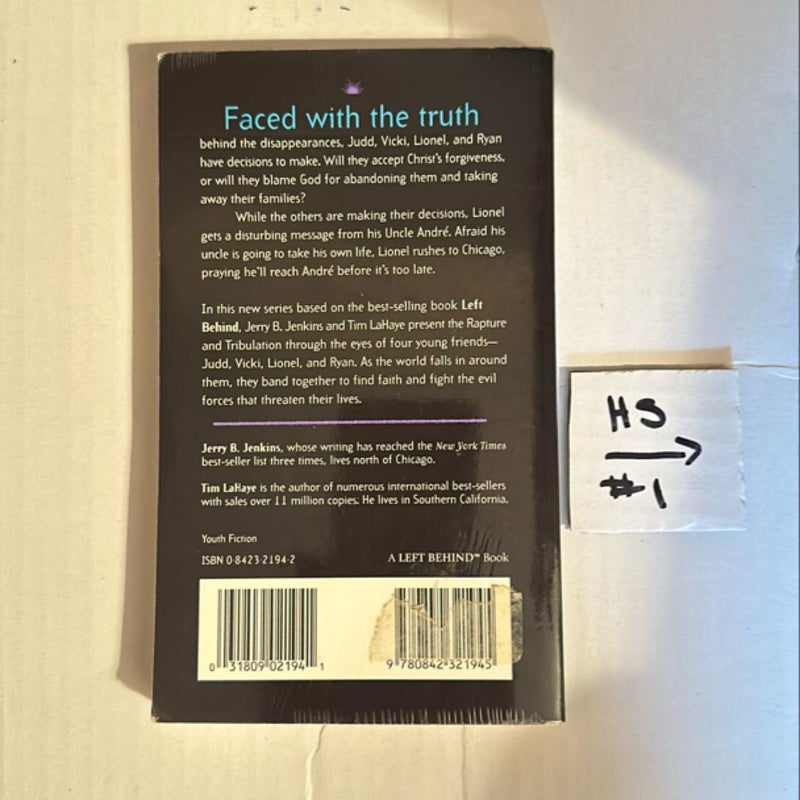 Faced with the truth
behind the disappearances, Judd, Vicki, Lionel, and Ryan
have decisions to make. Will they accept Christ's forgiveness,
or will they blame God for abandoning them and taking
away their families?
While the others are making their decisions, Lionel
gets a disturbing message from his Uncle André. Afraid his
uncle is going to take his own life, Lionel rushes to Chicago,
praying he'll reach André before it's too late.
In this new series based on the best-selling book Left
Behind, Jerry B. Jenkins and Tim LaHaye present the Rapture
and Tribulation through the eyes of four young friends—
Judd, Vicki, Lionel, and Ryan. As the world falls in around
them, they band together to find faith and fight the evil
forces that threaten their lives.
Jerry B. Jenkins, whose writing has reached the New York Times
best-seller list three times, lives north of Chicago.
Tim LaHaye is the author of numerous international best-sellers
with sales over 11 million copies. He lives in Southern California.
Youth Fiction
ISBN 0-8423-2194-2
A LEFT BEHIND™ Book
0 31809 02194 1
9 780842 321945
HS
→
#1